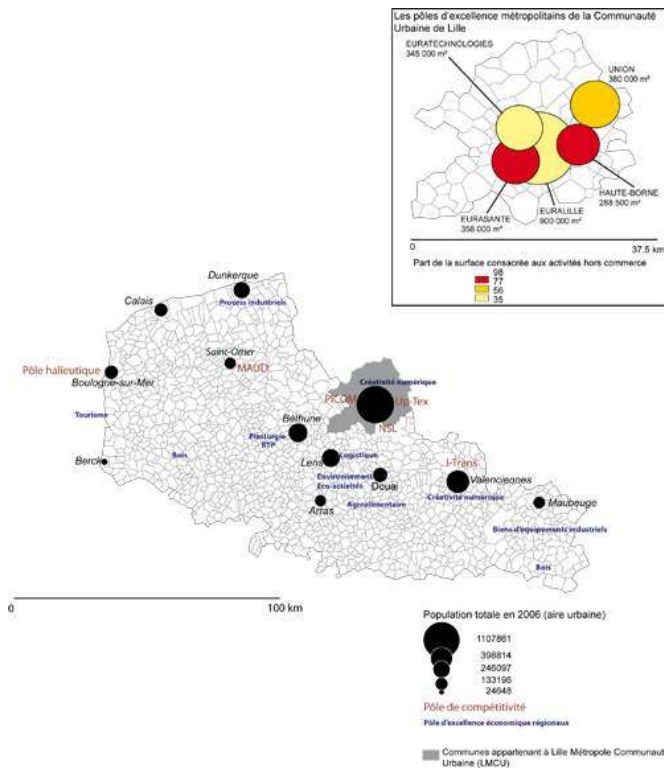 Les pôles d'excellence métropolitains de la Communauté
Urbaine de Lille
EURATECHNOLOGIES
345 000 m²
UNION
380 000 m²
HAUTE-BORNE
288 500 m²
EURASANTE
356 000 m²
EURALILLE
900 000 m²
0
37.5 km
Part de la surface consacrée aux activités hors commerce
98
77
56
35
Dunkerque
Process industriels
Calais
Saint-Omer
MAUD
Pôle halieutique
Boulogne-sur-Mer
Créativité numérique
PICOM
Up-Tex
Tourisme
NSL
Béthune
Plasturgie
BTP
Bois
Logistique
Lens
Berck
I-Trans
Environnement
Eco-activités
Douai
Valenciennes
Créativité numérique
Arras
Agroalimentaire
Maubeuge
Biens d'équipements industriels
Bois
0
100 km
Population totale en 2006 (aire urbaine)
1107861
398814
246097
133196
24648
Pôle de compétitivité
Pôle d'excellence économique régionaux
Communes appartenant à Lille Métropole Communauté
Urbaine (LMCU)